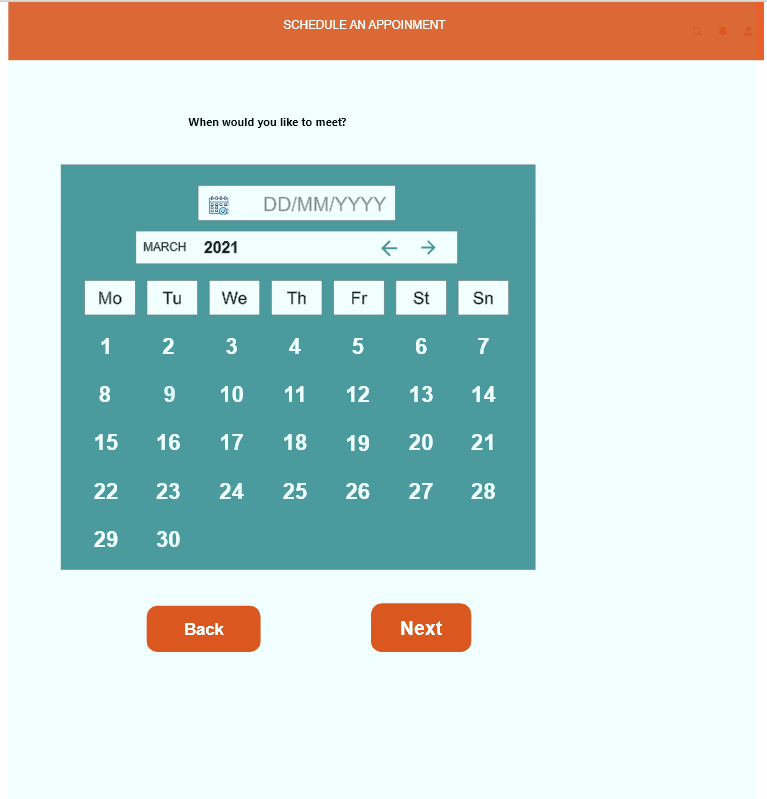 SCHEDULE AN APPOINMENT
When would you like to meet?
DD/MM/YYYY
MARCH 2021
Mo Tu We Th Fr St Sn
1 2 3 4 5 6 7
8 9 10 11 12 13 14
15 16 17 18 19 20 21
22 23 24 25 26 27 28
29 30
Back Next